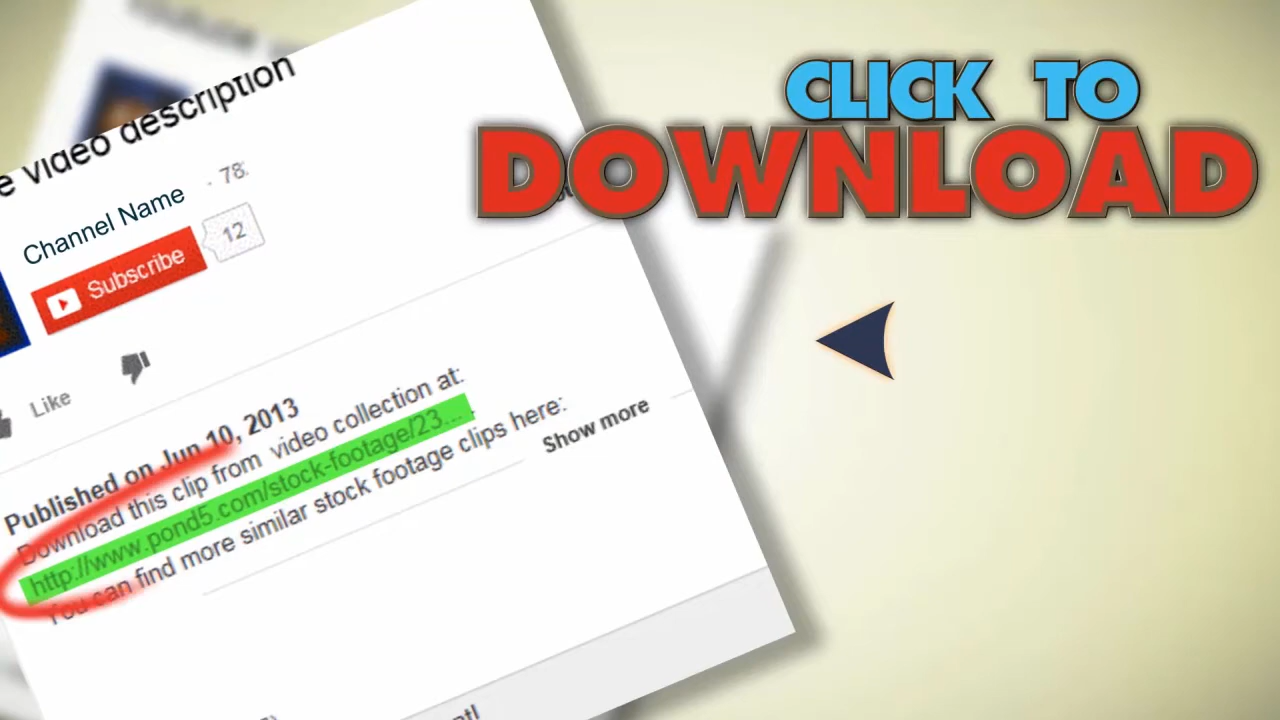 CLICK TO
DOWNLOAD
e video description
Channel Name
· 78
Subscribe
12
Like
Published on Jun 10, 2013
Download this clip from video collection at:
http://www.pond5.com/stock-footage/23...
You can find more similar stock footage clips here:
Show more